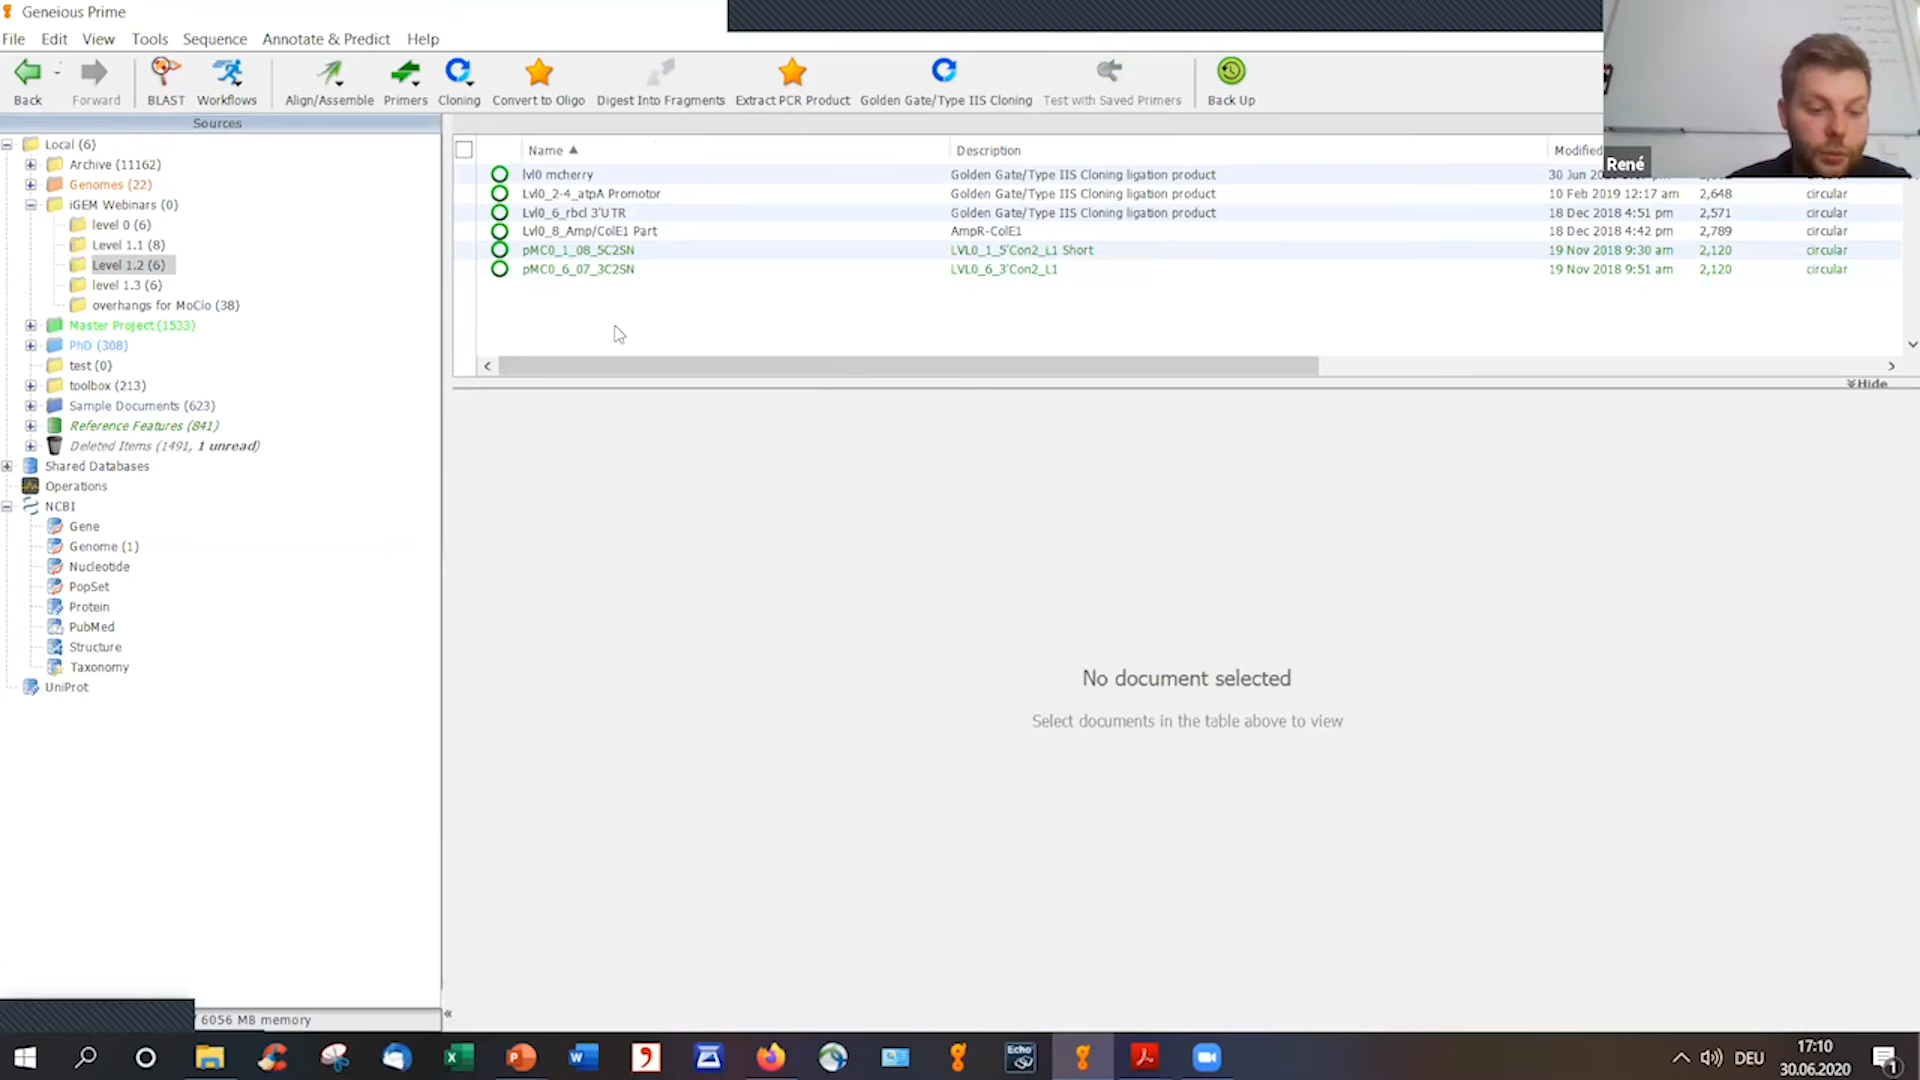 Geneious Prime
File Edit View Tools Sequence Annotate & Predict Help
Back Forward BLAST Workflows Align/Assemble Primers Cloning Convert to Oligo Digest Into Fragments Extract PCR Product Golden Gate/Type IIS Cloning Test with Saved Primers Back Up
René
Sources
Local (6)
Archive (11162)
Genomes (22)
iGEM Webinars (0)
level 0 (6)
Level 1.1 (8)
Level 1.2 (6)
level 1.3 (6)
overhangs for MoClo (38)
Master Project (1533)
PhD (308)
test (0)
toolbox (213)
Sample Documents (623)
Reference Features (841)
Deleted Items (1491, 1 unread)
Shared Databases
Operations
NCBI
Gene
Genome (1)
Nucleotide
PopSet
Protein
PubMed
Structure
Taxonomy
UniProt
Name Description Modified
lvl0 mcherry Golden Gate/Type IIS Cloning ligation product 30 Jun
Lvl0_2-4_atpA Promotor Golden Gate/Type IIS Cloning ligation product 10 Feb 2019 12:17 am 2,648 circular
Lvl0_6_rbcl 3'UTR Golden Gate/Type IIS Cloning ligation product 18 Dec 2018 4:51 pm 2,571 circular
Lvl0_8_Amp/ColE1 Part AmpR-ColE1 18 Dec 2018 4:42 pm 2,789 circular
pMC0_1_08_5C2SN LVL0_1_5'Con2_L1 Short 19 Nov 2018 9:30 am 2,120 circular
pMC0_6_07_3C2SN LVL0_6_3'Con2_L1 19 Nov 2018 9:51 am 2,120 circular
Hide
No document selected
Select documents in the table above to view
/ 6056 MB memory
Echo
DEU
17:10
30.06.2020
1